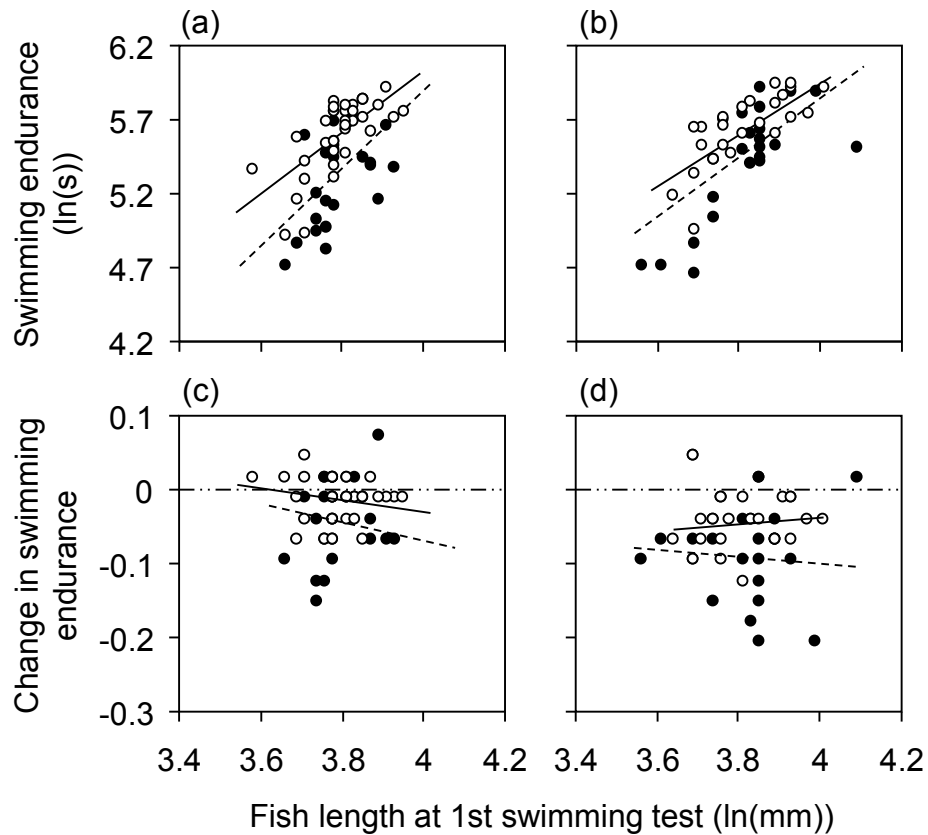 (a)
(b)
Swimming endurance
(ln(s))
6.2
5.7
5.2
4.7
4.2
(c)
(d)
Change in swimming
endurance
0.1
0
-0.1
-0.2
-0.3
3.4 3.6 3.8 4 4.2
3.4 3.6 3.8 4 4.2
Fish length at 1st swimming test (ln(mm))